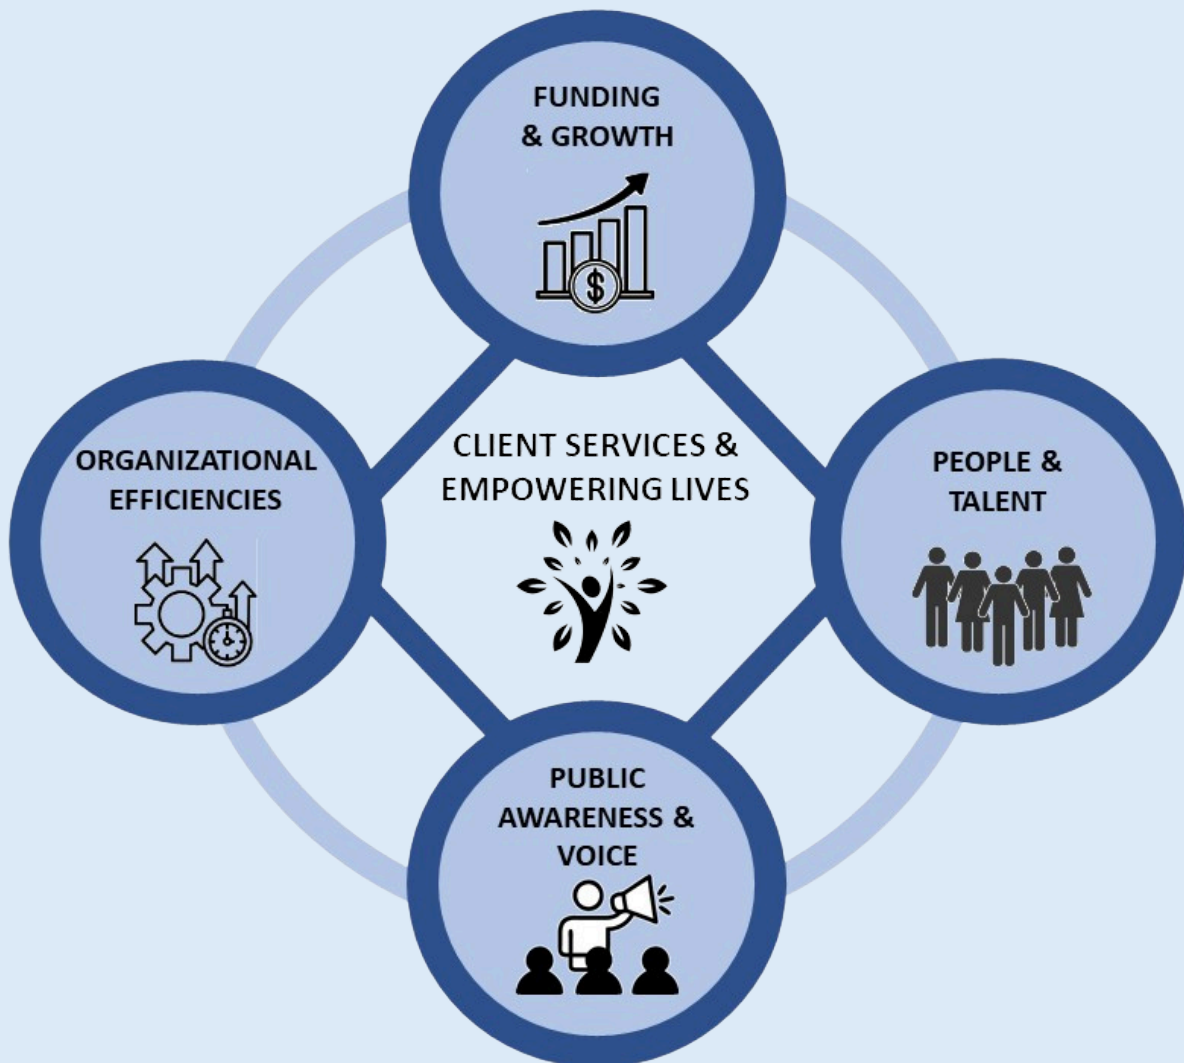 FUNDING
& GROWTH
$
ORGANIZATIONAL
EFFICIENCIES
CLIENT SERVICES &
EMPOWERING LIVES
PEOPLE &
TALENT
PUBLIC
AWARENESS &
VOICE